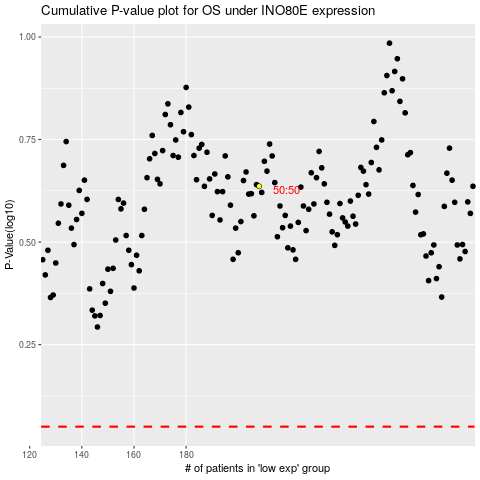 Cumulative P-value plot for OS under INO80E expression
P-Value(log10)
1.00
0.75
0.50
0.25
50:50
120 140 160 180
# of patients in 'low exp' group